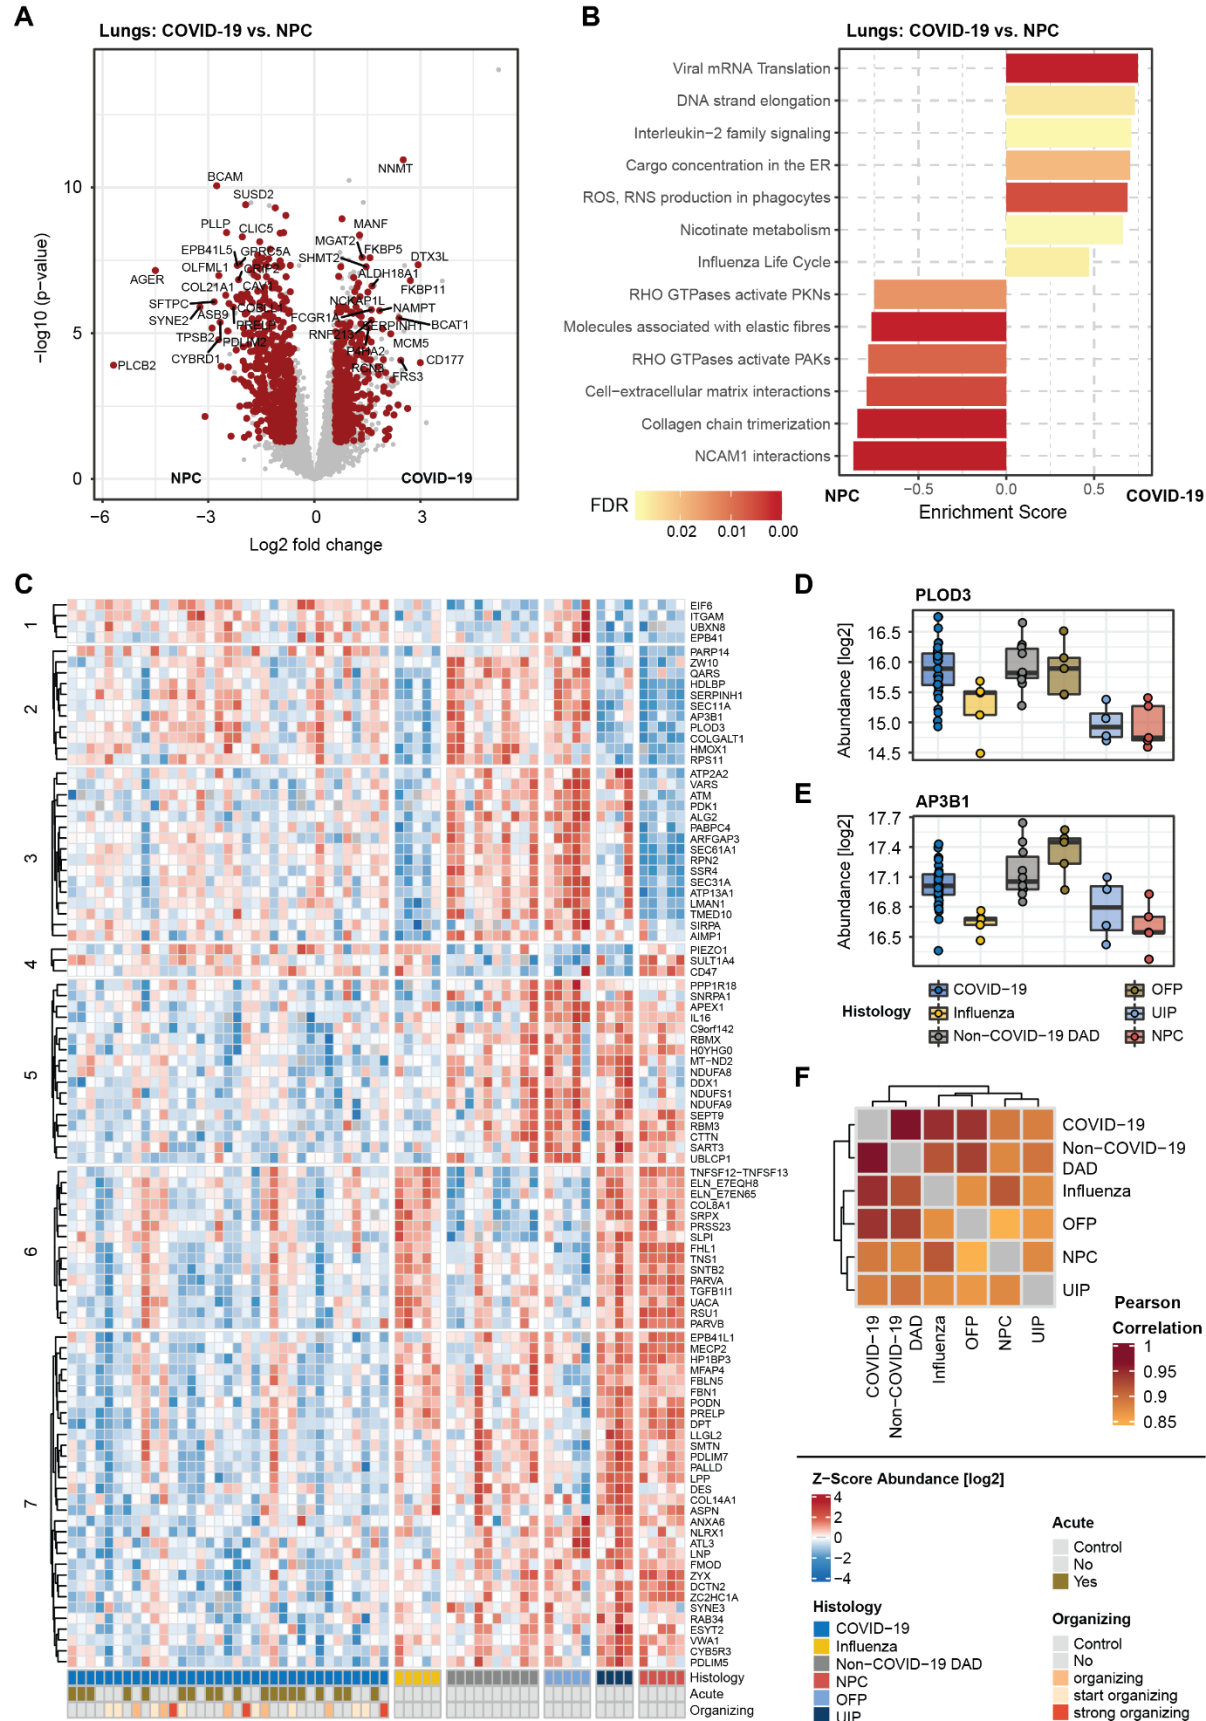 A
Lungs: COVID-19 vs. NPC
−log10 (p-value)
10
5
0
−6
−3
0
3
Log2 fold change
NNMT
BCAM
SUSD2
PLLP
CLIC5
MANF
MGAT2
FKBP5
EPB41L5
GPRC5A
SHMT2
DTX3L
OLFML1
CRIP2
ALDH18A1
AGER
COL21A1
CAV1
FKBP11
SFTPC
NCKAP1L
NAMPT
SYNE2
ASB9
COBLL1
FCGR1A
SERPINH1
BCAT1
TPSB2
PRELP
RNF213
PDLIM2
P4HA2
MCM5
CYBRD1
PLCB2
RCN3
CD177
FRS3
NPC
COVID−19
B
Lungs: COVID-19 vs. NPC
Viral mRNA Translation
DNA strand elongation
Interleukin−2 family signaling
Cargo concentration in the ER
ROS, RNS production in phagocytes
Nicotinate metabolism
Influenza Life Cycle
RHO GTPases activate PKNs
Molecules associated with elastic fibres
RHO GTPases activate PAKs
Cell−extracellular matrix interactions
Collagen chain trimerization
NCAM1 interactions
NPC
−0.5
0.0
0.5
COVID-19
Enrichment Score
FDR
0.02
0.01
0.00
C
1
2
3
4
5
6
7
EIF6
ITGAM
UBXN8
EPB41
PARP14
ZW10
QARS
HDLBP
SERPINH1
SEC11A
AP3B1
PLOD3
COLGALT1
HMOX1
RPS11
ATP2A2
VARS
ATM
PDK1
ALG2
PABPC4
ARFGAP3
SEC61A1
RPN2
SSR4
SEC31A
ATP13A1
LMAN1
TMED10
SIRPA
AIMP1
PIEZO1
SULT1A4
CD47
PPP1R18
SNRPA1
APEX1
IL16
C9orf142
RBMX
H0YHG0
MT−ND2
NDUFA8
DDX1
NDUFS1
NDUFA9
SEPT9
RBM3
CTTN
SART3
UBLCP1
TNFSF12−TNFSF13
ELN_E7EQH8
ELN_E7EN65
COL8A1
SRPX
PRSS23
SLPI
FHL1
TNS1
SNTB2
PARVA
TGFB1I1
UACA
RSU1
PARVB
EPB41L1
MECP2
HP1BP3
MFAP4
FBLN5
FBN1
PODN
PRELP
DPT
LLGL2
SMTN
PDLIM7
PALLD
LPP
DES
COL14A1
ASPN
ANXA6
NLRX1
ATL3
LNP
FMOD
ZYX
DCTN2
ZC2HC1A
SYNE3
RAB34
ESYT2
VWA1
CYB5R3
PDLIM5
Histology
Acute
Organizing
D
PLOD3
Abundance [log2]
16.5
16.0
15.5
15.0
14.5
E
AP3B1
Abundance [log2]
17.7
17.4
17.1
16.8
16.5
Histology
COVID−19
Influenza
Non−COVID−19 DAD
OFP
UIP
NPC
F
COVID−19
Non−COVID−19
DAD
Influenza
OFP
NPC
UIP
COVID−19
Non−COVID−19
DAD
Influenza
OFP
NPC
UIP
Pearson
Correlation
1
0.95
0.9
0.85
Z−Score Abundance [log2]
4
2
0
−2
−4
Histology
COVID−19
Influenza
Non−COVID−19 DAD
NPC
OFP
UIP
Acute
Control
No
Yes
Organizing
Control
No
organizing
start organizing
strong organizing